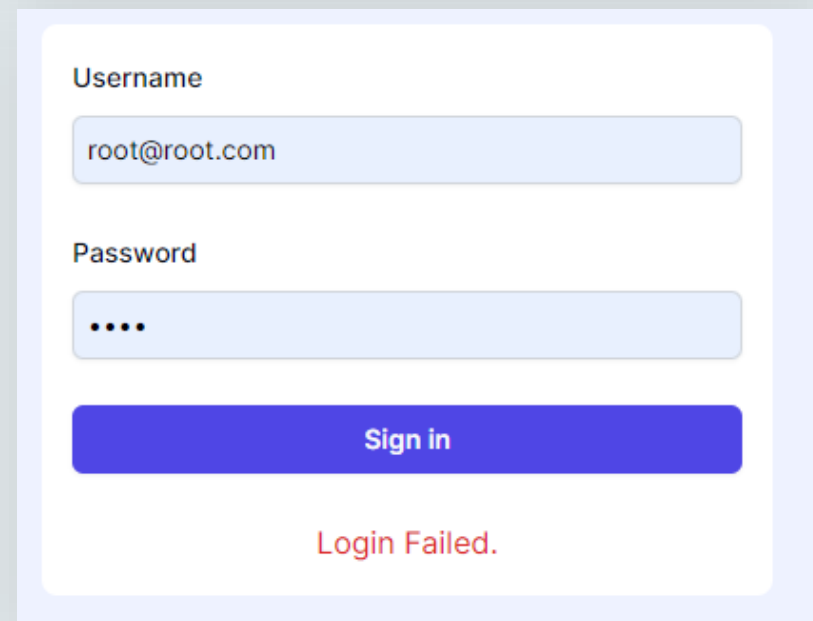 Username
root@root.com
Password
••••
Sign in
Login Failed.